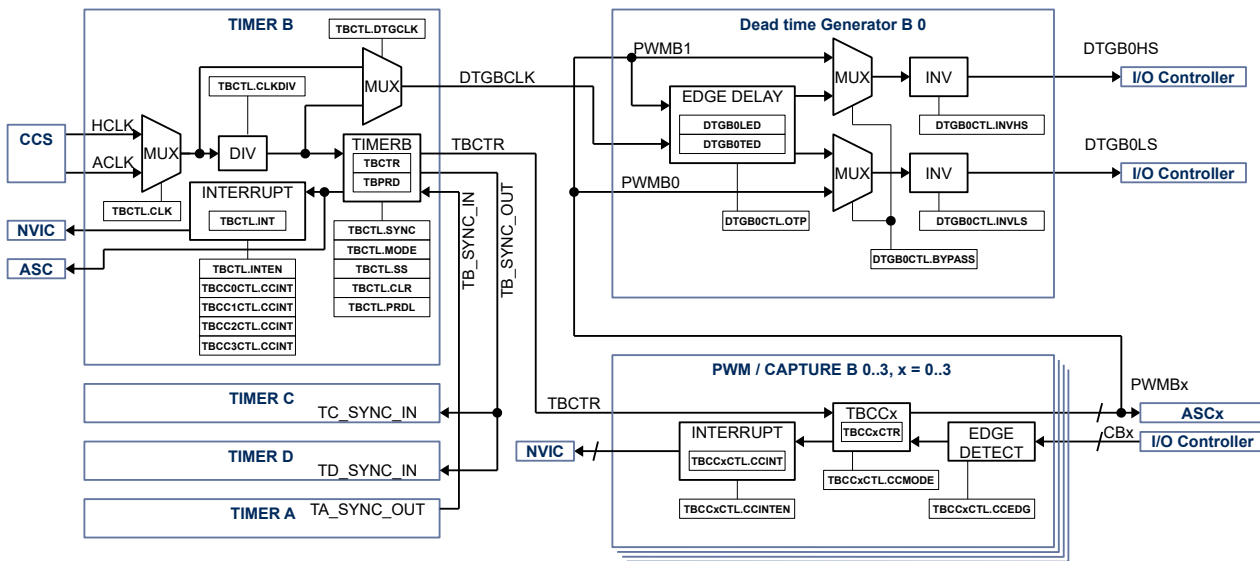 TIMER B
TBCTL.DTGCLK
MUX
TBCTL.CLKDIV
DTGBCLK
CCS
HCLK
ACLK
MUX
DIV
TIMERB
TBCTR
TBPRD
TBCTR
TBCTL.CLK
INTERRUPT
TBCTL.INT
NVIC
ASC
TBCTL.INTEN
TBCC0CTL.CCINT
TBCC1CTL.CCINT
TBCC2CTL.CCINT
TBCC3CTL.CCINT
TBCTL.SYNC
TBCTL.MODE
TBCTL.SS
TBCTL.CLR
TBCTL.PRDL
TB_SYNC_IN
TB_SYNC_OUT
TIMER C
TC_SYNC_IN
TIMER D
TD_SYNC_IN
TIMER A
TA_SYNC_OUT
Dead time Generator B 0
PWMB1
EDGE DELAY
DTGB0LED
DTGB0TED
PWMB0
DTGB0CTL.OTP
MUX
INV
DTGB0CTL.INVHS
DTGB0HS
I/O Controller
MUX
INV
DTGB0CTL.INVLS
DTGB0LS
I/O Controller
DTGB0CTL.BYPASS
PWM / CAPTURE B 0..3, x = 0..3
TBCTR
TBCCx
TBCCxCTR
TBCCxCTL.CCMODE
NVIC
INTERRUPT
TBCCxCTL.CCINT
TBCCxCTL.CCINTEN
EDGE
DETECT
TBCCxCTL.CCEDG
PWMBx
ASCx
CBx
I/O Controller